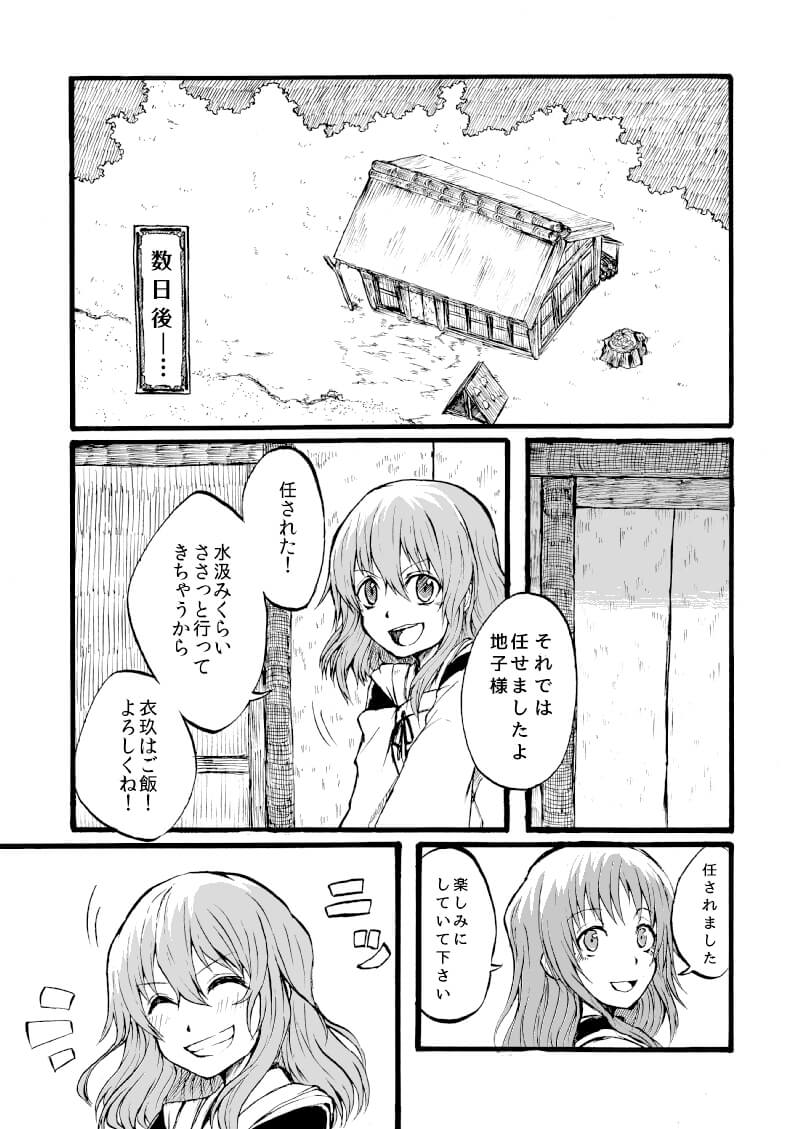 数日後―…
それでは
任せましたよ
地子様
任された!
水汲みくらい
ささっと行って
きちゃうから
衣玖はご飯!
よろしくね!
任されました
楽しみに
していて下さい
ニッ